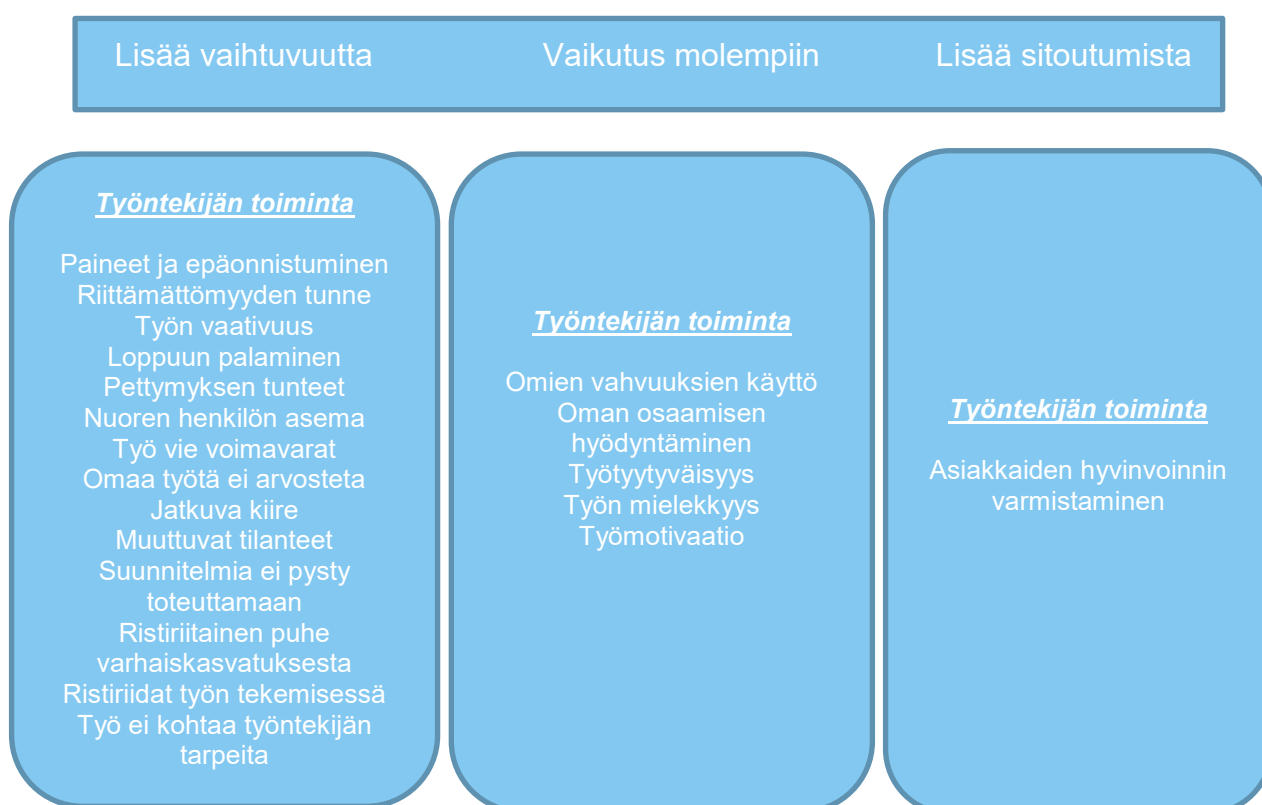 Lisää vaihtuvuutta Vaikutus molempiin Lisää sitoutumista
Työntekijän toiminta
Paineet ja epäonnistuminen
Riittämättömyyden tunne
Työn vaativuus
Loppuun palaminen
Pettymyksen tunteet
Nuoren henkilön asema
Työ vie voimavarat
Omaa työtä ei arvosteta
Jatkuva kiire
Muuttuvat tilanteet
Suunnitelmia ei pysty
toteuttamaan
Ristiriitainen puhe
varhaiskasvatuksesta
Ristiriidat työn tekemisessä
Työ ei kohtaa työntekijän
tarpeita
Työntekijän toiminta
Omien vahvuuksien käyttö
Oman osaamisen
hyödyntäminen
Työtyytyväisyys
Työn mielekkyys
Työmotivaatio
Työntekijän toiminta
Asiakkaiden hyvinvoinnin
varmistaminen